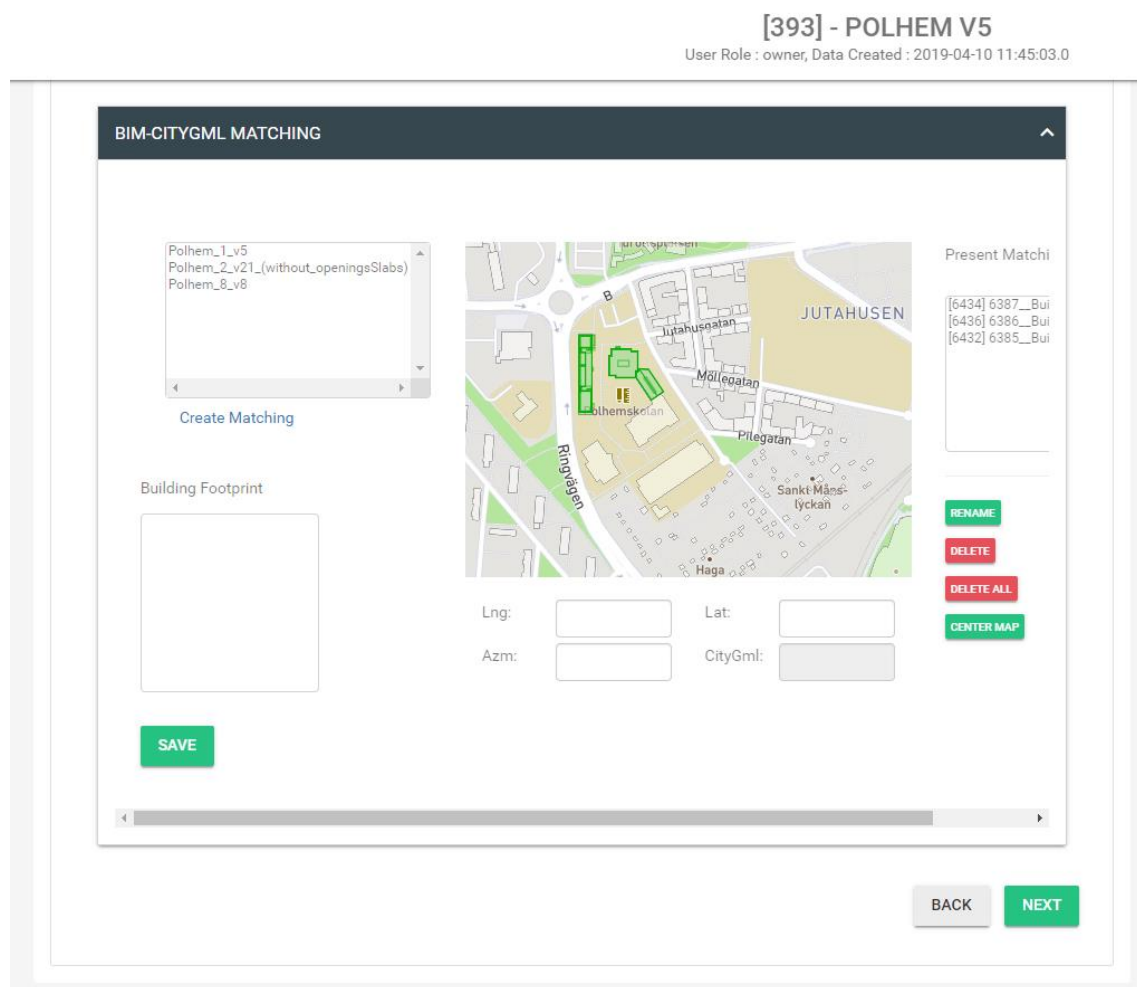 [393] - POLHEM V5
User Role : owner, Data Created : 2019-04-10 11:45:03.0
BIM-CITYGML MATCHING
Polhem_1_v5
Polhem_2_v21_(without_openingsSlabs)
Polhem_8_v8
Create Matching
Building Footprint
SAVE
B
JUTAHUSEN
Jutahusgatan
Möllegatan
Polhemskolan
Pilegatan
Ringvägen
Sankt Måns-
lyckan
Haga
Lng:
Lat:
Azm:
CityGml:
Present Matchi
[6434] 6387__Bui
[6436] 6386__Bui
[6432] 6385__Bui
RENAME
DELETE
DELETE ALL
CENTER MAP
BACK
NEXT